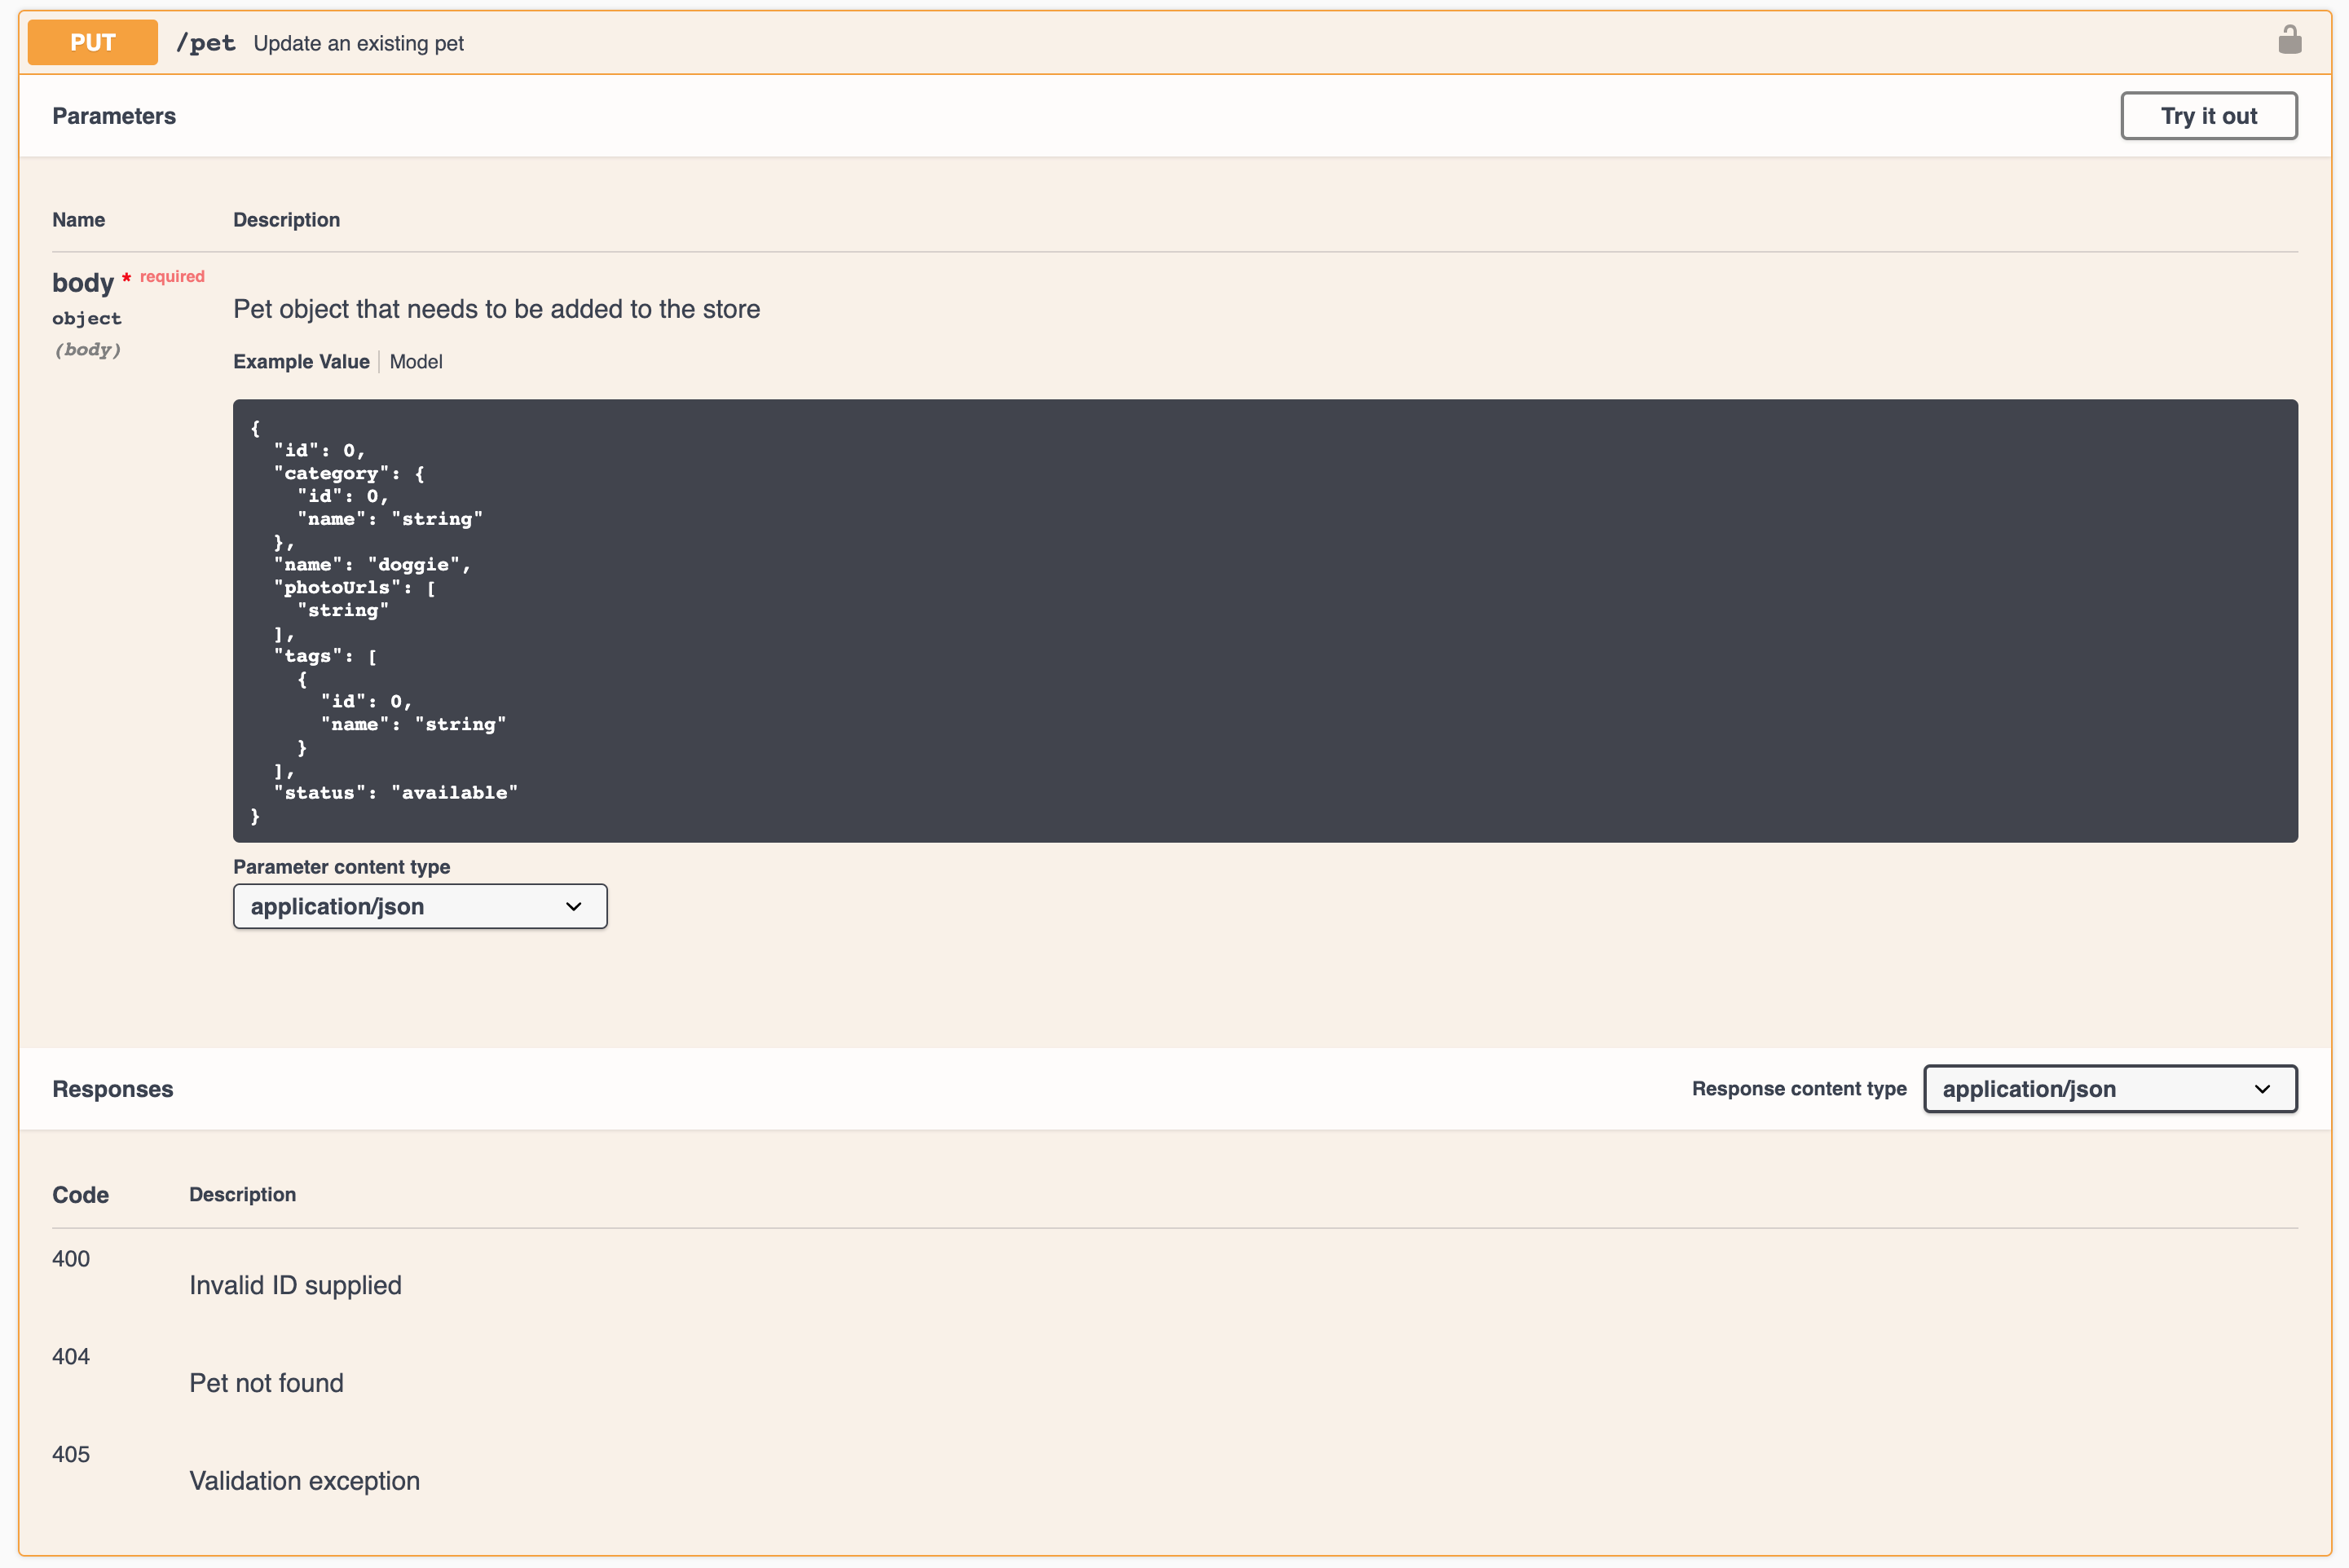 PUT /pet Update an existing pet
Parameters
Try it out
Name Description
body * required
object
(body)
Pet object that needs to be added to the store
Example Value Model
{
  "id": 0,
  "category": {
    "id": 0,
    "name": "string"
  },
  "name": "doggie",
  "photoUrls": [
    "string"
  ],
  "tags": [
    {
      "id": 0,
      "name": "string"
    }
  ],
  "status": "available"
}
Parameter content type
application/json
Responses
Response content type application/json
Code Description
400
Invalid ID supplied
404
Pet not found
405
Validation exception